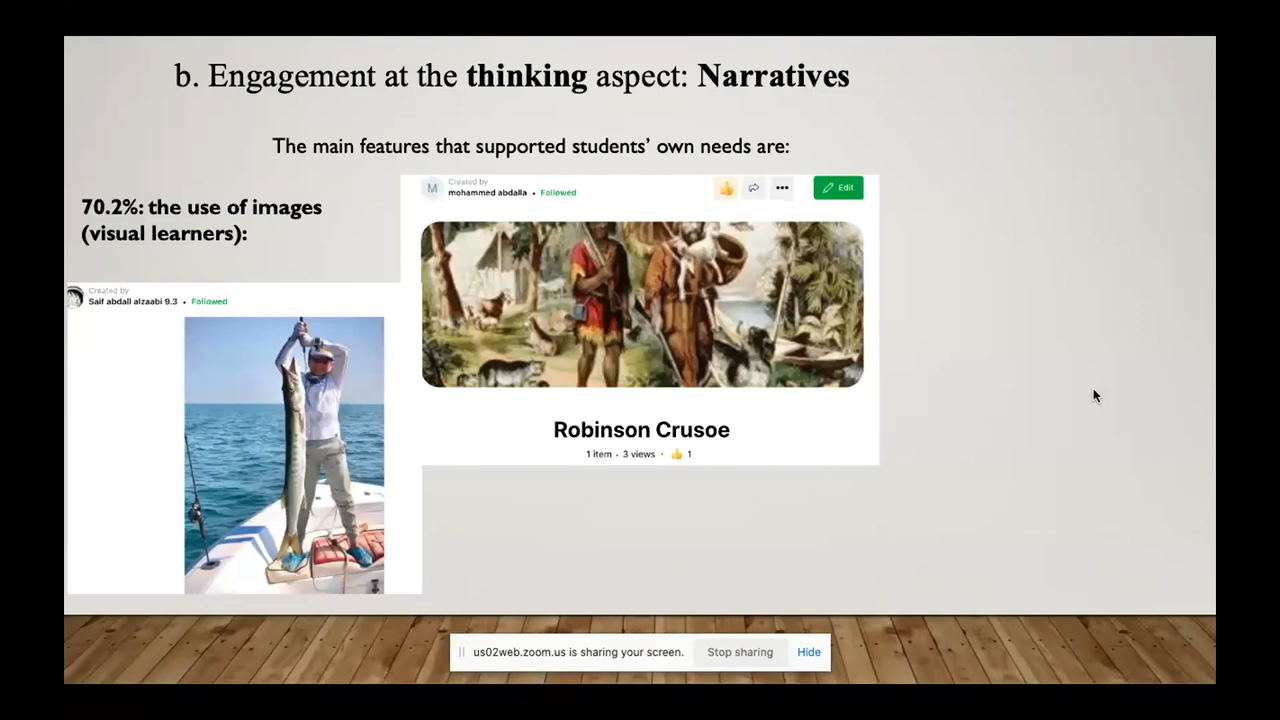 b. Engagement at the thinking aspect: Narratives
The main features that supported students’ own needs are:
70.2%: the use of images
(visual learners):
M
Created by
mohammed abdalla • Followed
Edit
Robinson Crusoe
1 item · 3 views · 👍 1
Created by
Saif abdall alzaabi 9.3 • Followed
us02web.zoom.us is sharing your screen.
Stop sharing
Hide